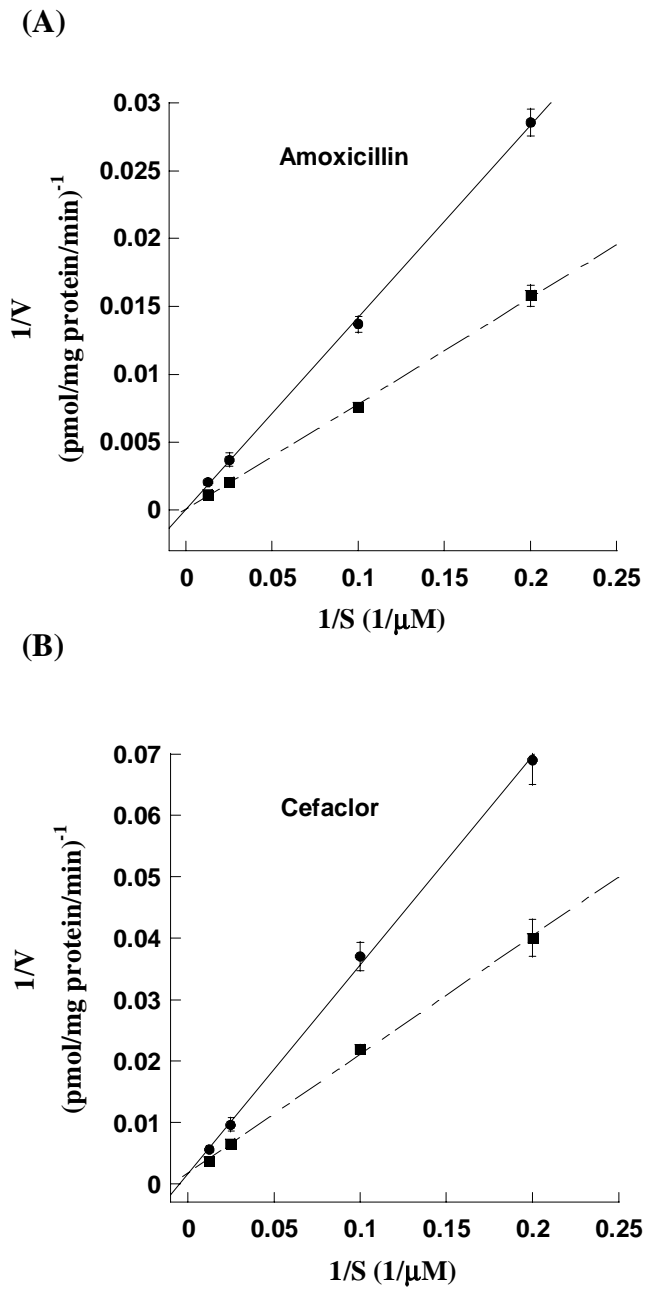 (A)
0.03
Amoxicillin
0.025
0.02
1/V
(pmol/mg protein/min)⁻¹
0.015
0.01
0.005
0
0 0.05 0.1 0.15 0.2 0.25
1/S (1/μM)
(B)
0.07
Cefaclor
0.06
0.05
1/V
(pmol/mg protein/min)⁻¹
0.04
0.03
0.02
0.01
0
0 0.05 0.1 0.15 0.2 0.25
1/S (1/μM)